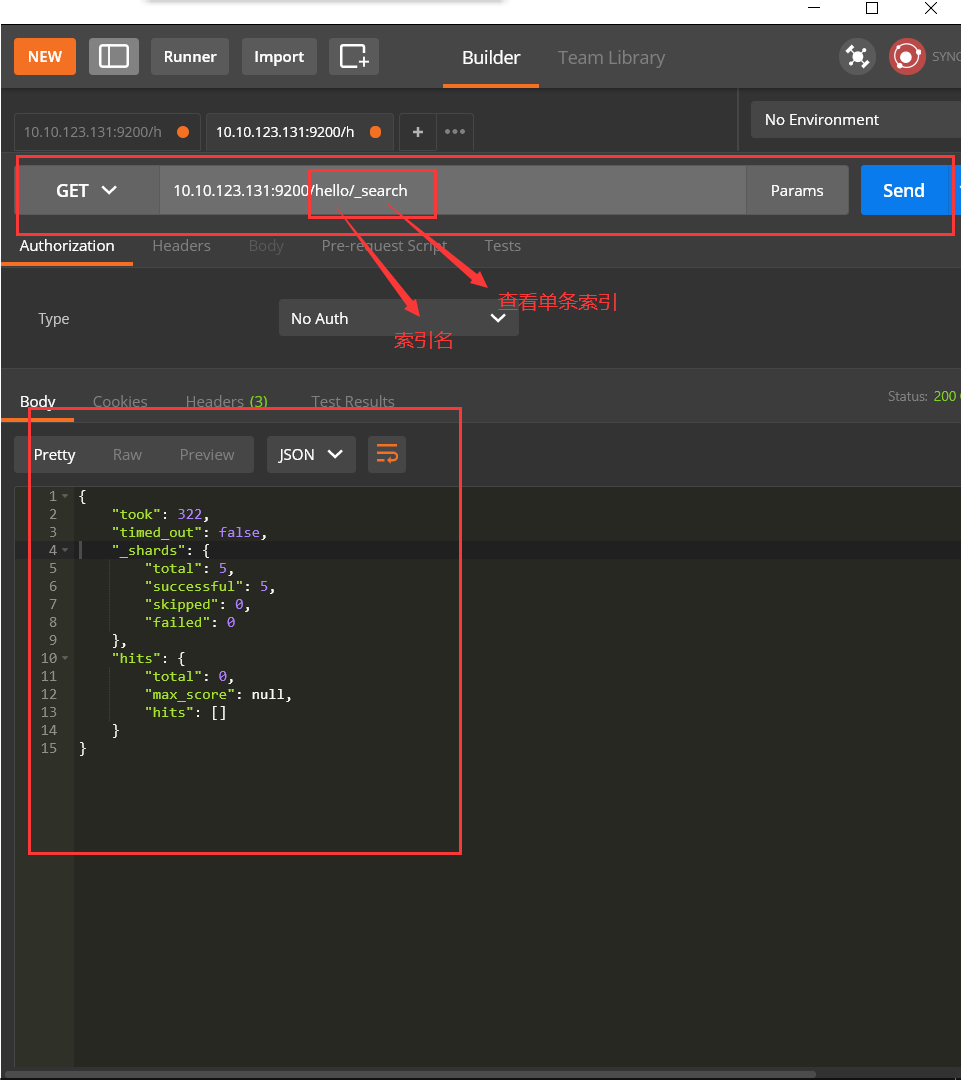 NEW Runner Import Builder Team Library SYNC
10.10.123.131:9200/h 10.10.123.131:9200/h + ••• No Environment
GET 10.10.123.131:9200/hello/_search Params Send
Authorization Headers Body Pre-request Script Tests
查看单条索引
Type No Auth
索引名
Body Cookies Headers (3) Test Results Status: 200
Pretty Raw Preview JSON
1 {
2 "took": 322,
3 "timed_out": false,
4 "_shards": {
5 "total": 5,
6 "successful": 5,
7 "skipped": 0,
8 "failed": 0
9 },
10 "hits": {
11 "total": 0,
12 "max_score": null,
13 "hits": []
14 }
15 }